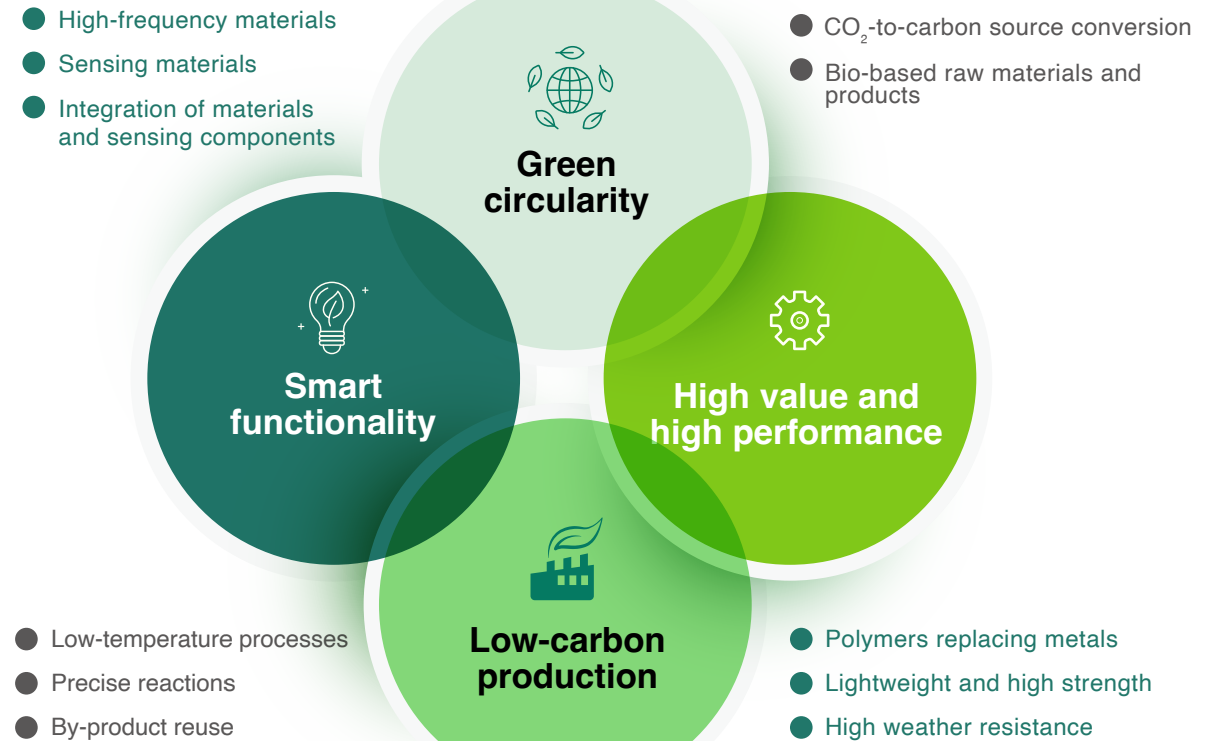 High-frequency materials
Sensing materials
Integration of materials
and sensing components
CO₂-to-carbon source conversion
Bio-based raw materials and
products
Green
circularity
Smart
functionality
High value and
high performance
Low-carbon
production
Low-temperature processes
Precise reactions
By-product reuse
Polymers replacing metals
Lightweight and high strength
High weather resistance